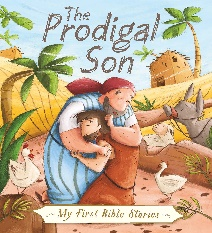 The
Prodigal
Son
My First Bible Stories